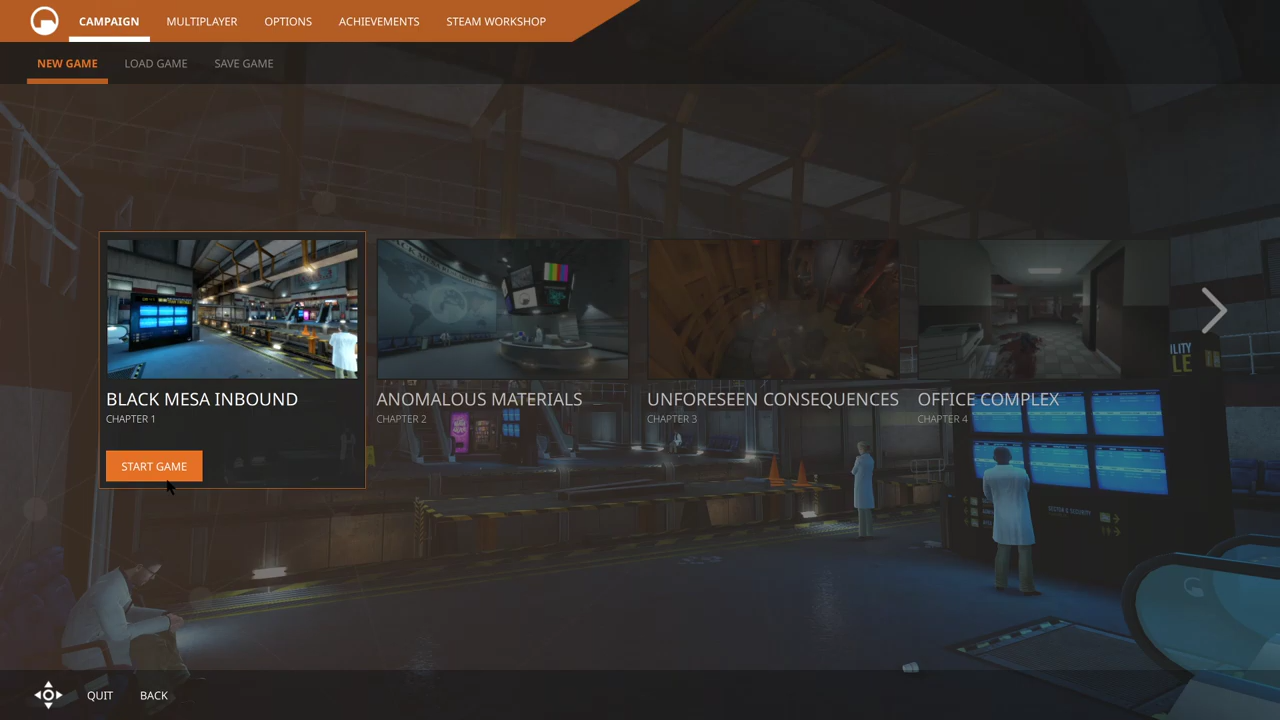 CAMPAIGN MULTIPLAYER OPTIONS ACHIEVEMENTS STEAM WORKSHOP
NEW GAME LOAD GAME SAVE GAME
BLACK MESA INBOUND
CHAPTER 1
START GAME
ANOMALOUS MATERIALS
CHAPTER 2
UNFORESEEN CONSEQUENCES
CHAPTER 3
OFFICE COMPLEX
CHAPTER 4
QUIT BACK